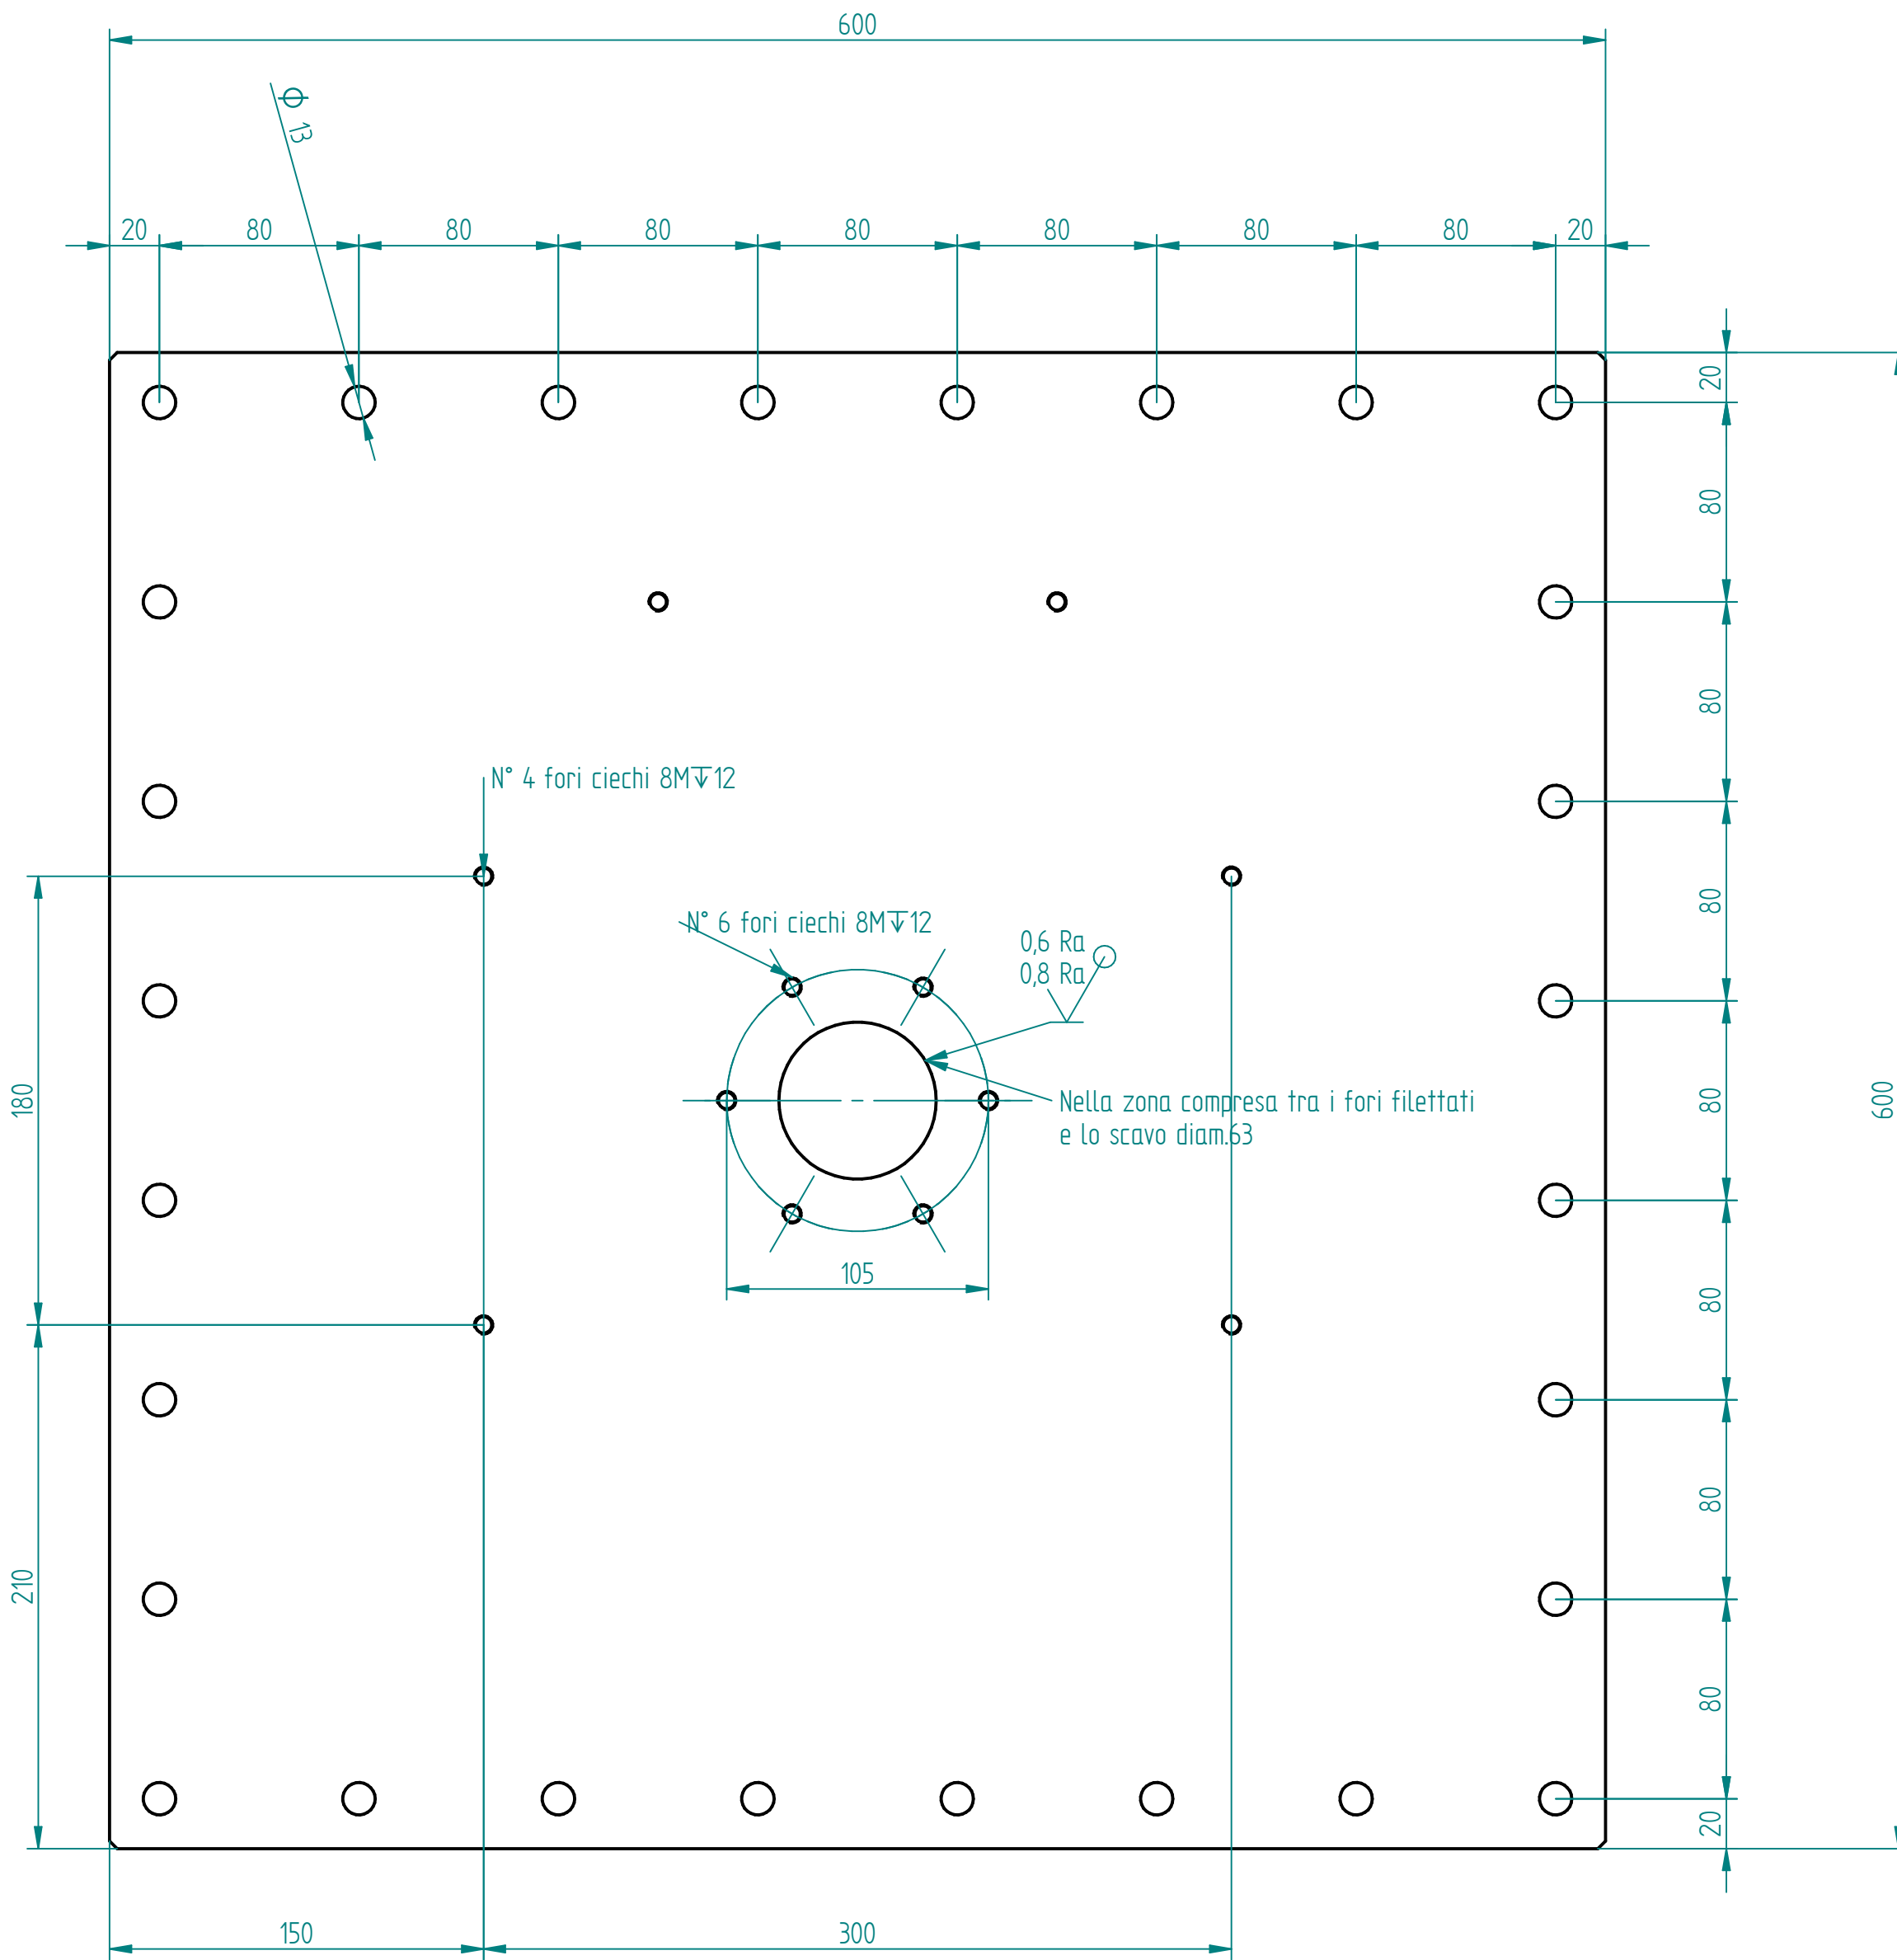 600
Φ 13
20 80 80 80 80 80 80 80 20
20
80
80
N° 4 fori ciechi 8M↧12
80
N° 6 fori ciechi 8M↧12
0,6 Ra
0,8 Ra
180
80
600
Nella zona compresa tra i fori filettati
e lo scavo diam.63
105
80
80
210
80
20
150 300